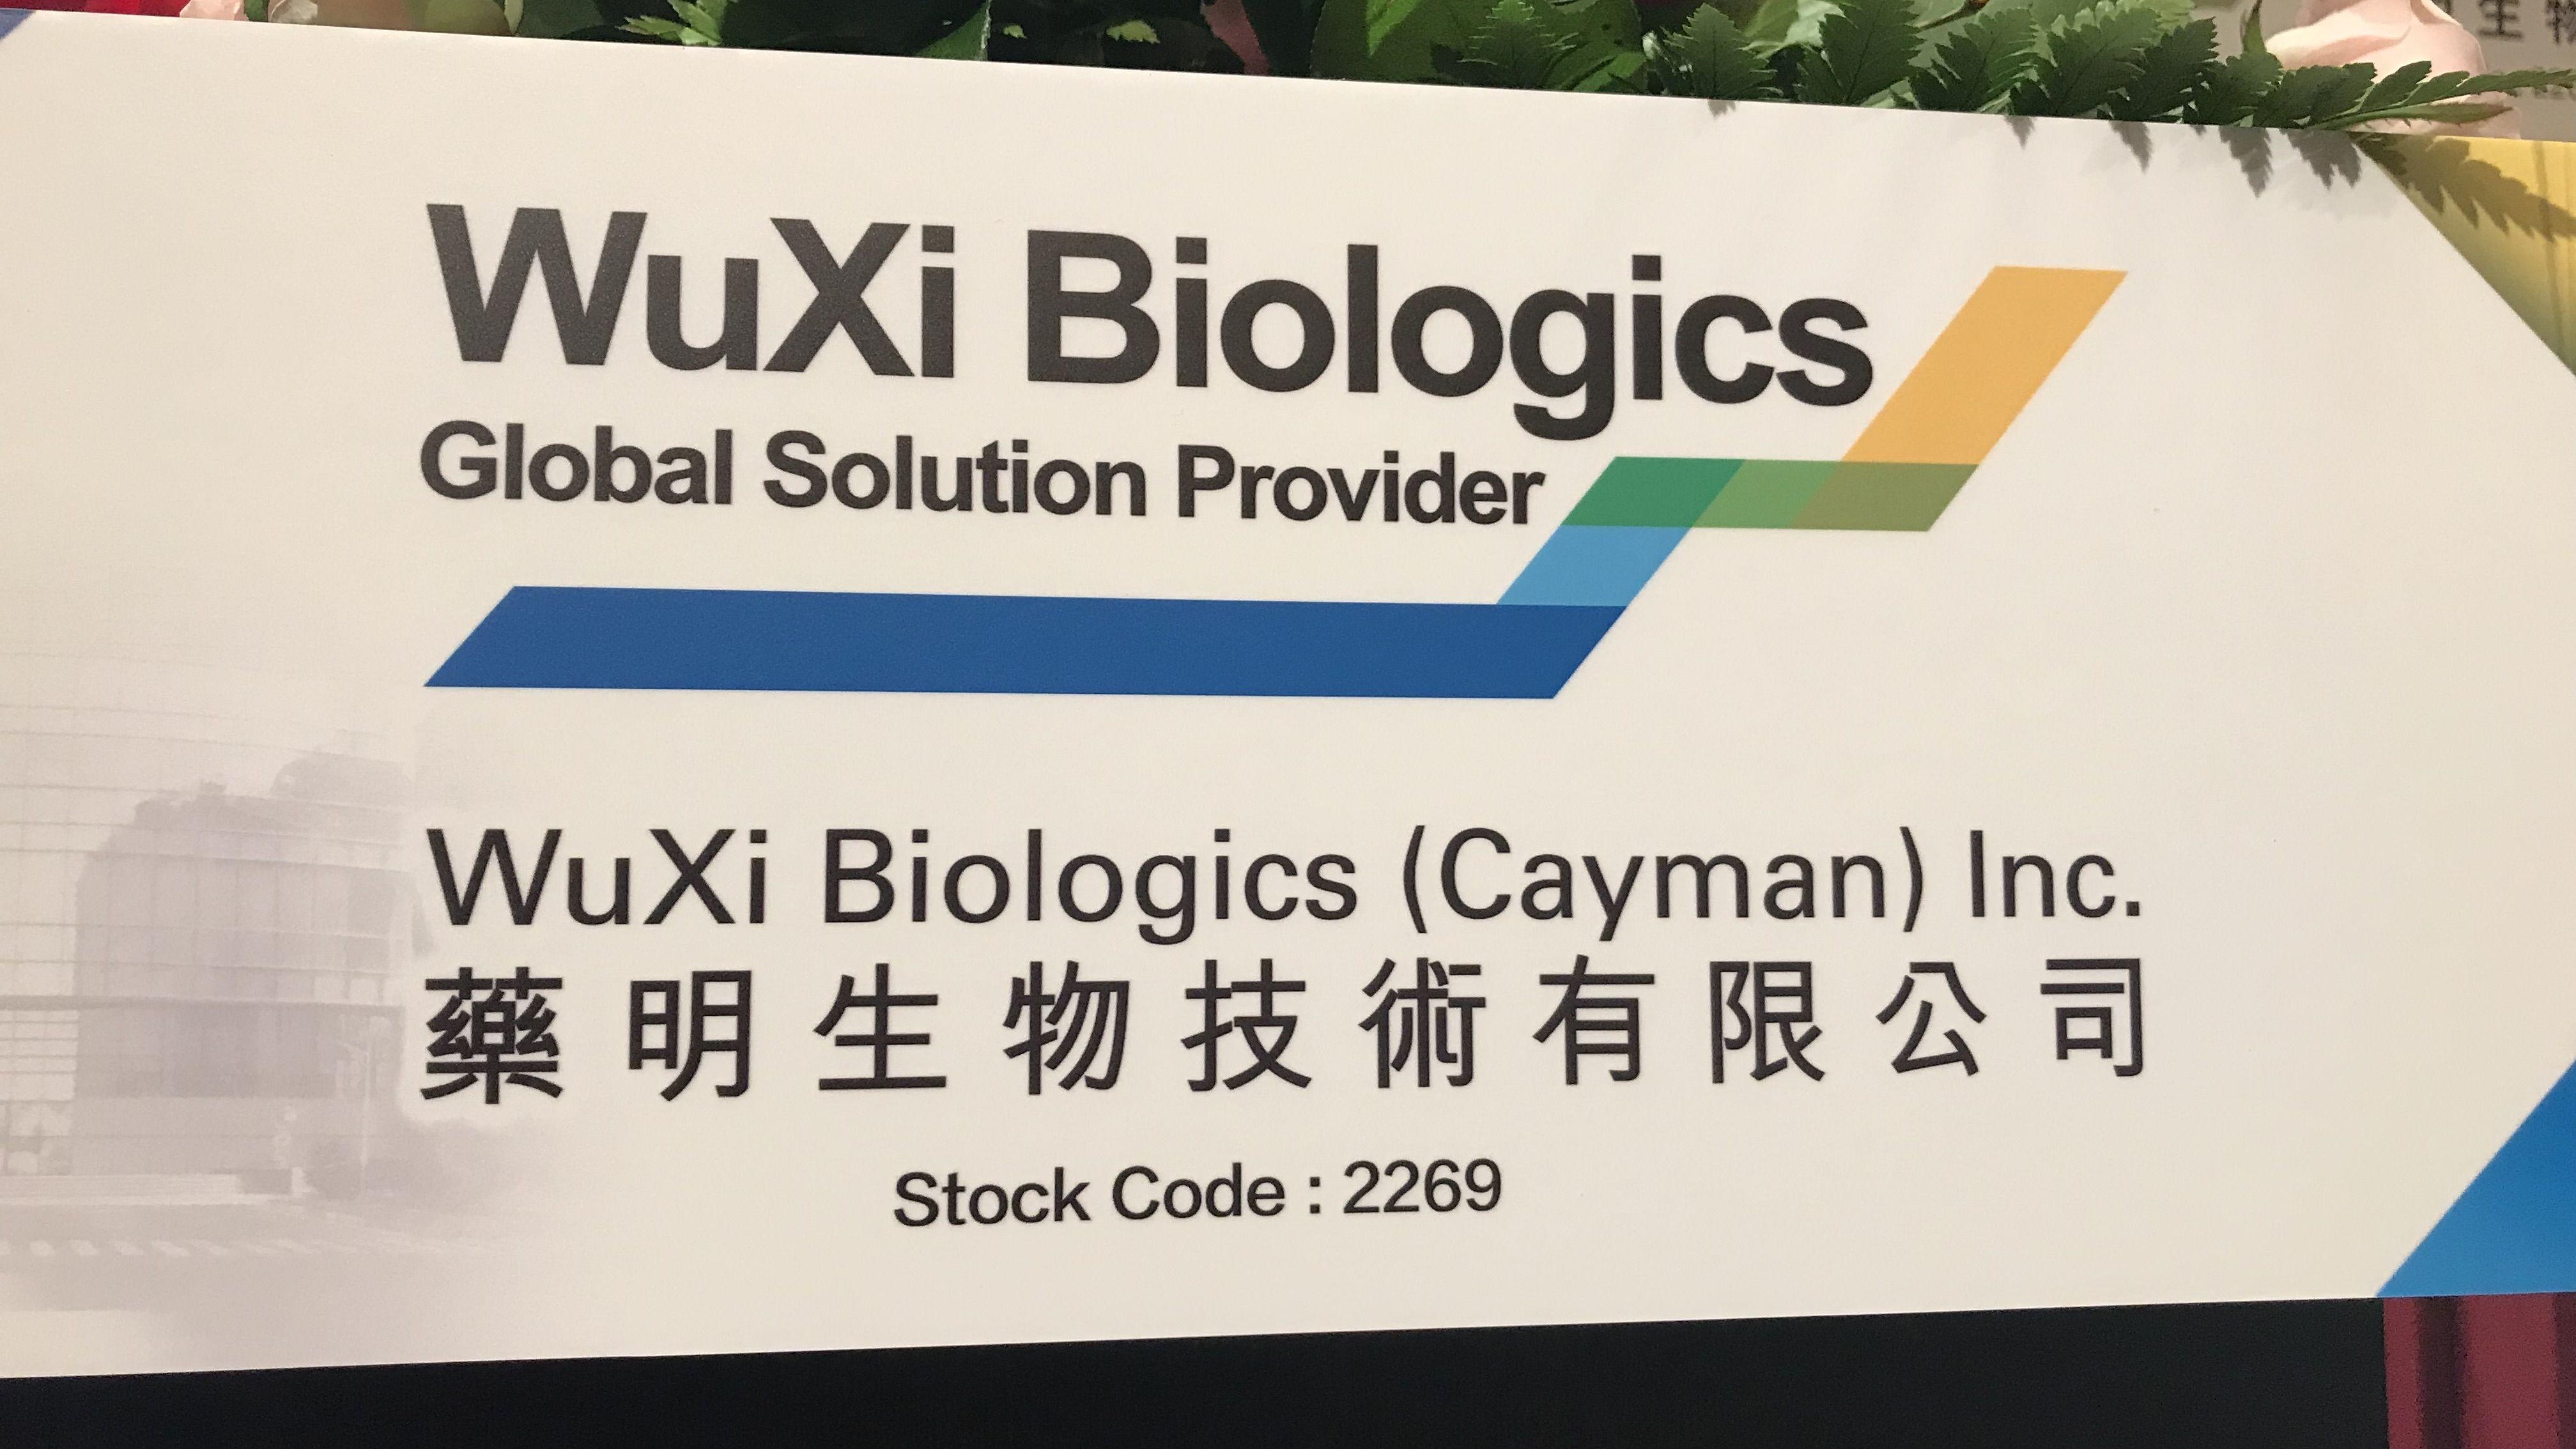 WuXi Biologics
Global Solution Provider
WuXi Biologics (Cayman) Inc.
藥明生物技術有限公司
Stock Code : 2269